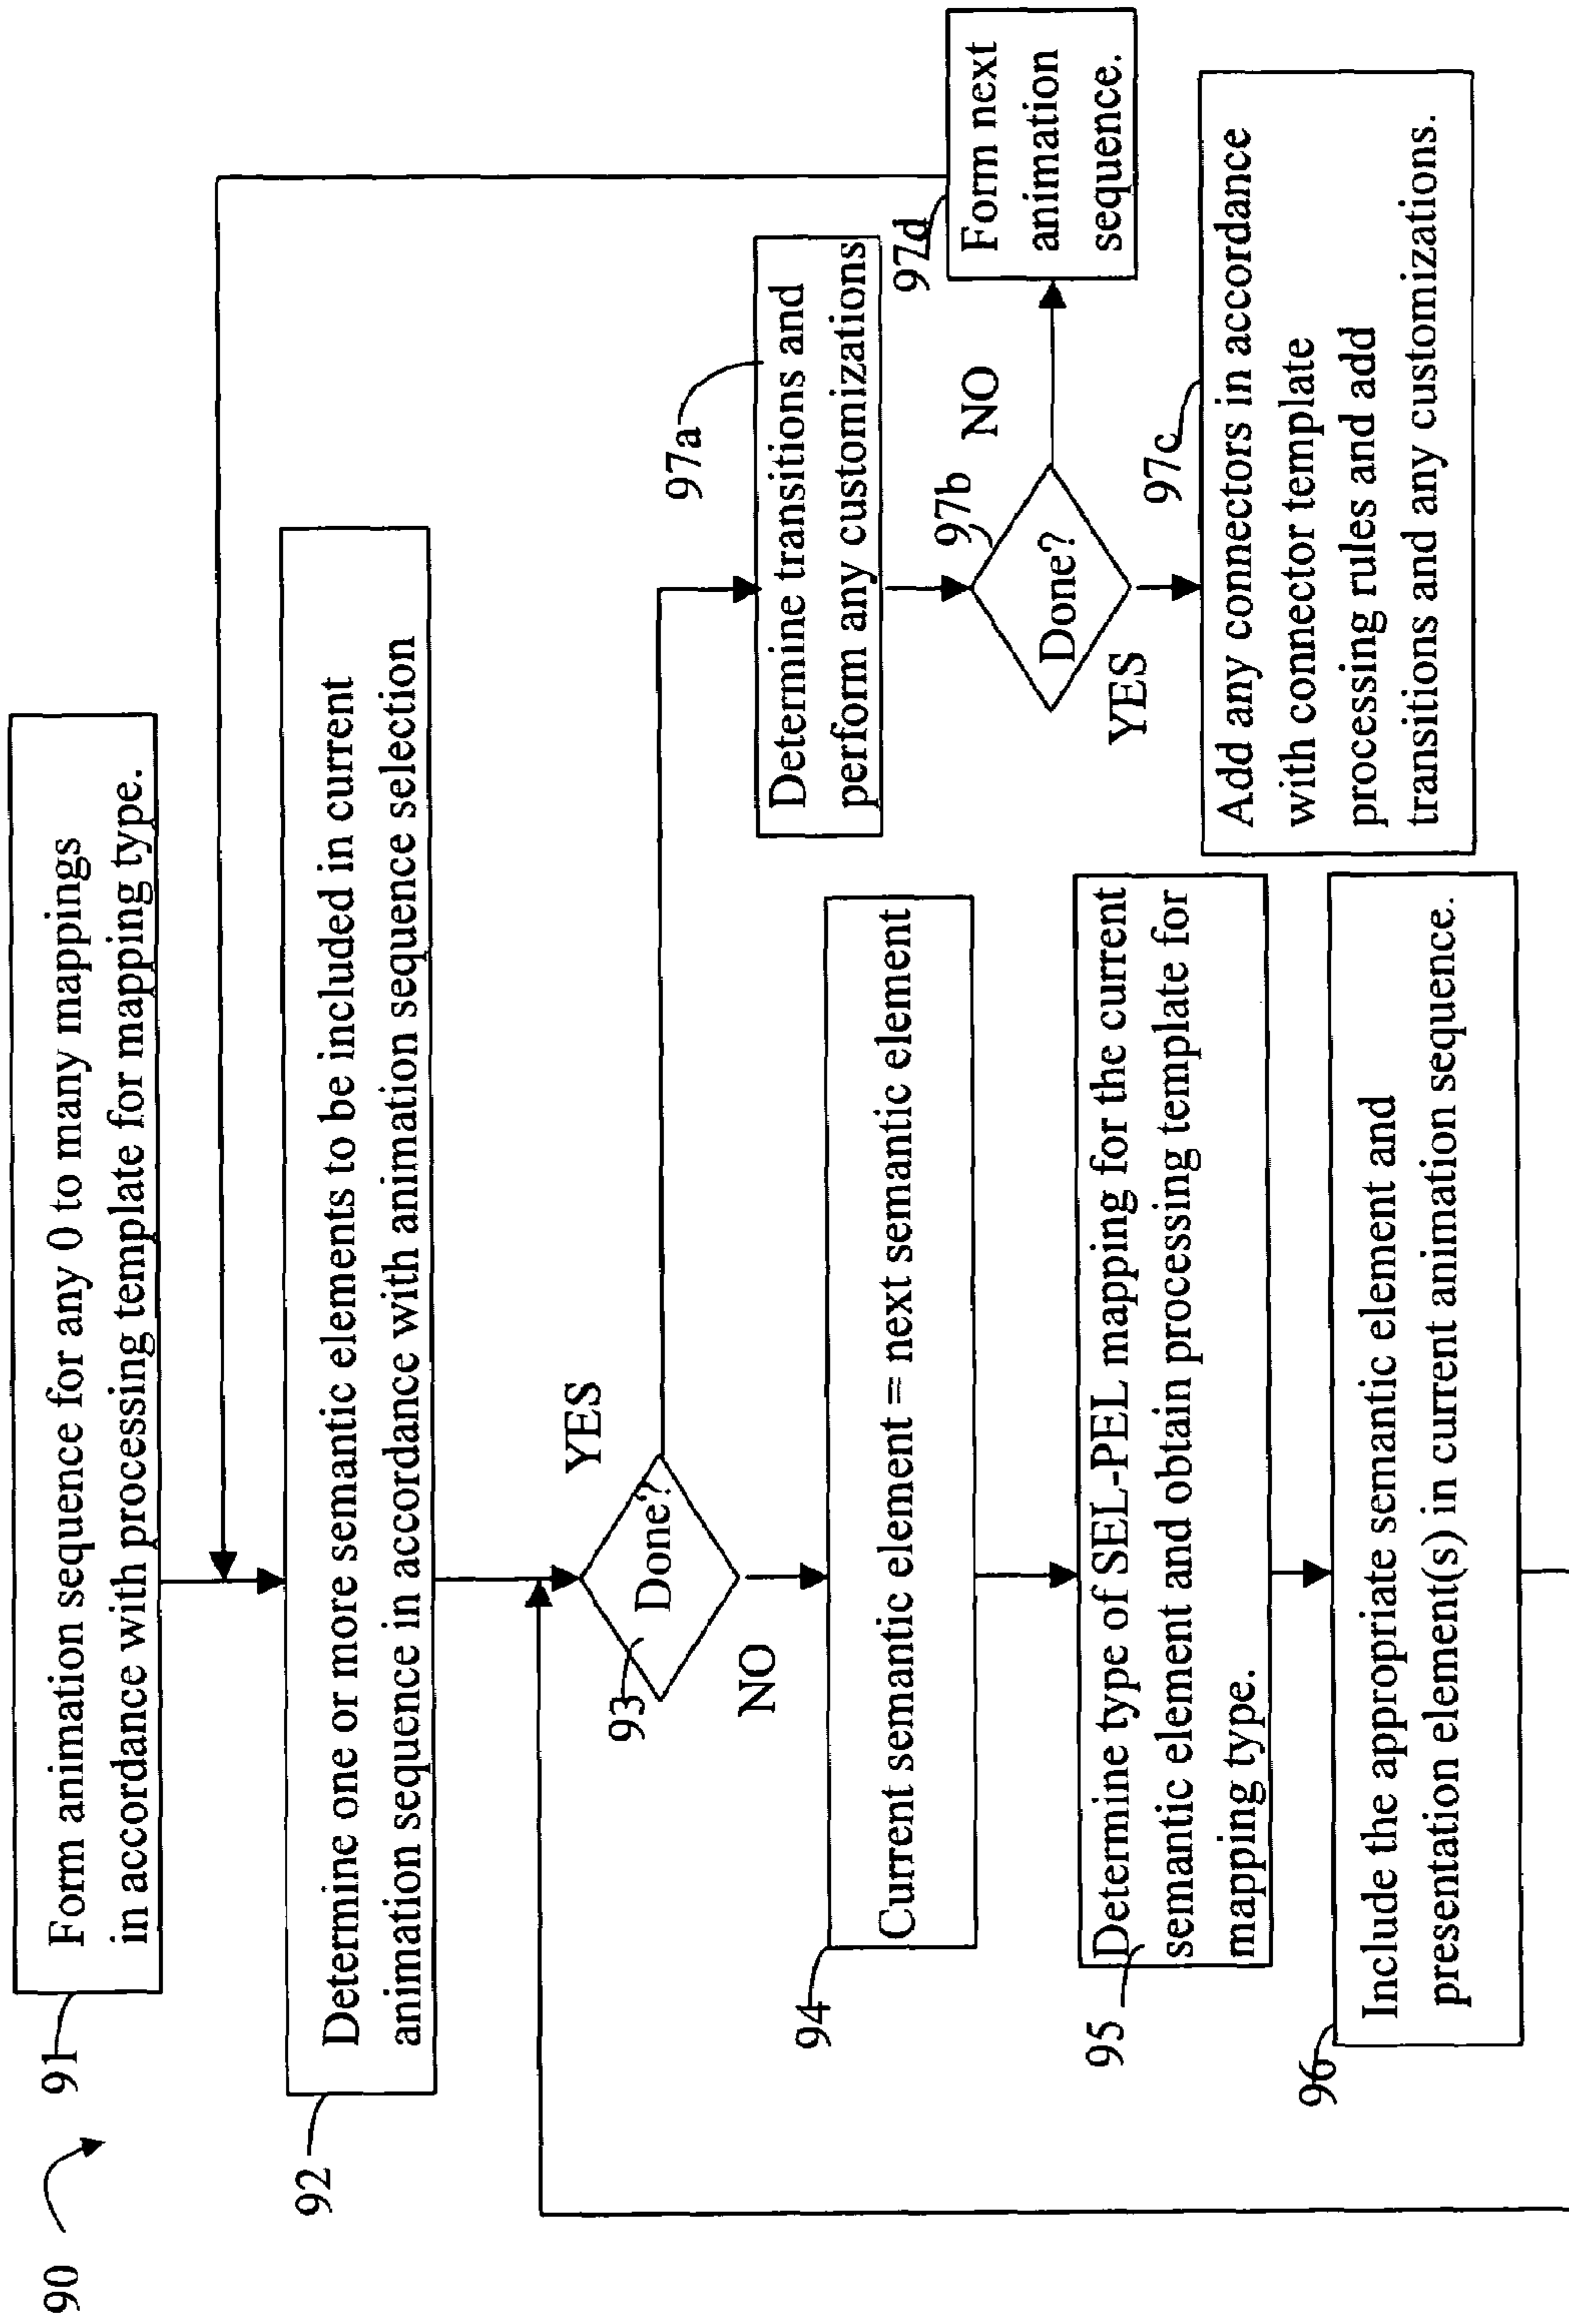 90
91
Form animation sequence for any 0 to many mappings
in accordance with processing template for mapping type.
92
Determine one or more semantic elements to be included in current
animation sequence in accordance with animation sequence selection
93
Done?
YES
NO
94
Current semantic element = next semantic element
95
Determine type of SEL-PEL mapping for the current
semantic element and obtain processing template for
mapping type.
96
Include the appropriate semantic element and
presentation element(s) in current animation sequence.
97a
Determine transitions and
perform any customizations
97b
Done?
NO
YES
97d
Form next
animation
sequence.
97c
Add any connectors in accordance
with connector template
processing rules and add
transitions and any customizations.